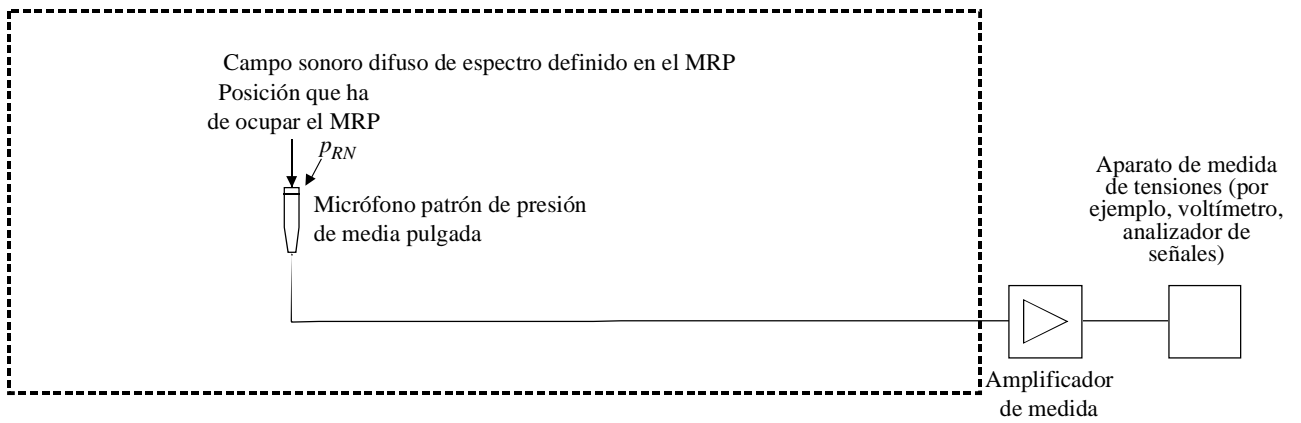 Campo sonoro difuso de espectro definido en el MRP
Posición que ha
de ocupar el MRP
pRN
Micrófono patrón de presión
de media pulgada
Aparato de medida
de tensiones (por
ejemplo, voltímetro,
analizador de
señales)
Amplificador
de medida